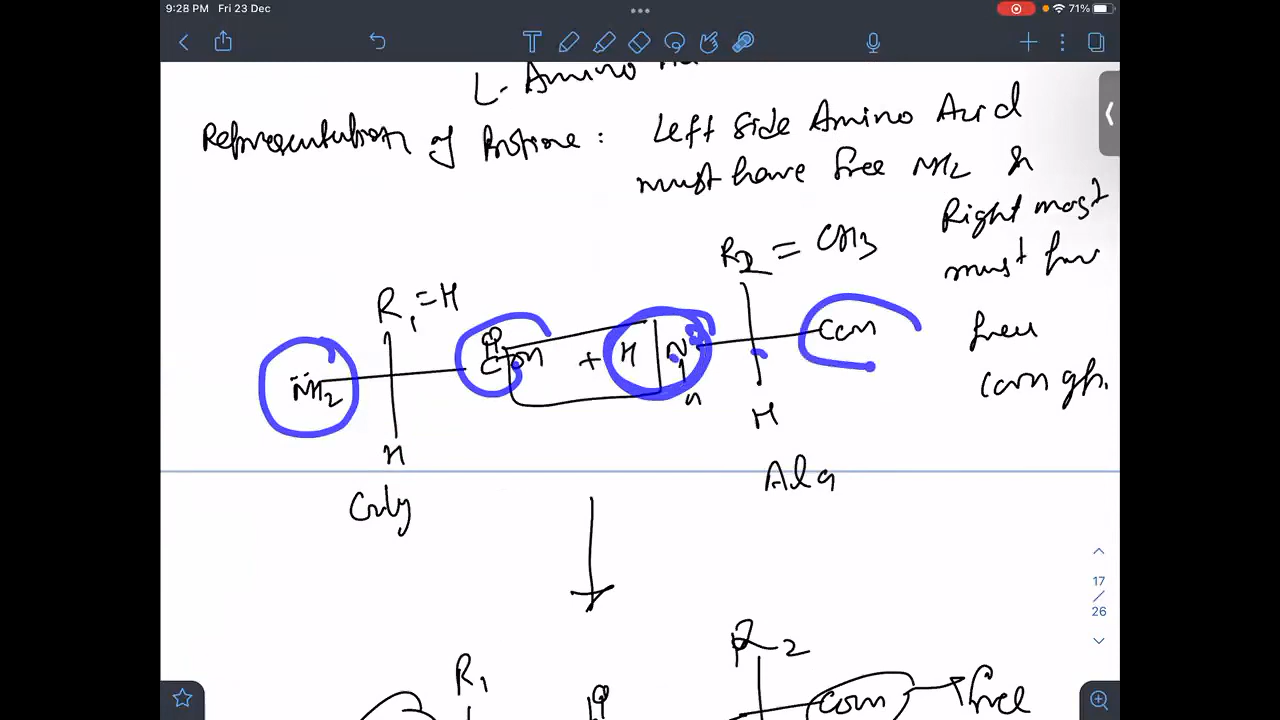 9:28 PM Fri 23 Dec
71%
L-Amino
Representation of Protiene : Left Side Amino Acid
must have free NH2 &
Right most
must have
free
COOH gp.
R2 = CH3
R1 = H
NH2 C OH + H N COOH
O
H
H
H
Gly
Ala
17
/
26
R2
R1
COOH → free
O